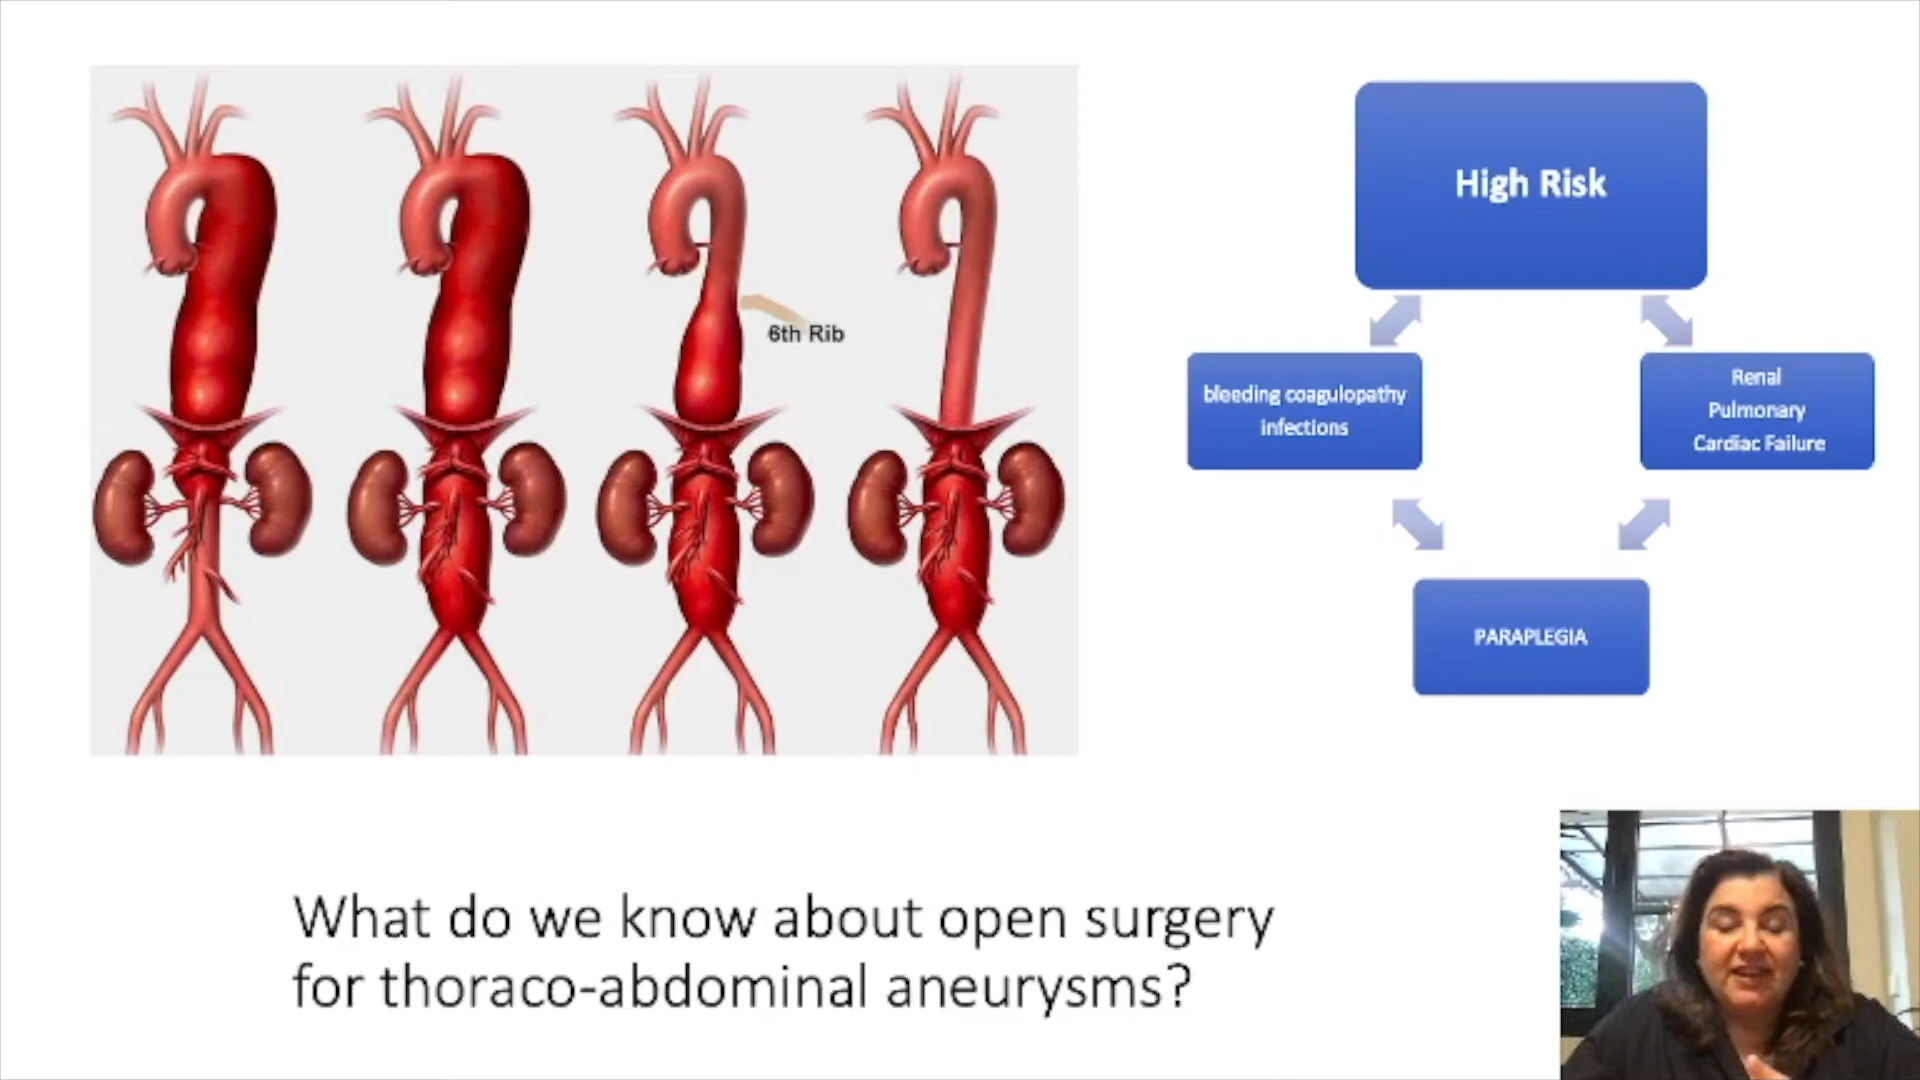 High Risk
bleeding coagulopathy
infections
Renal
Pulmonary
Cardiac Failure
PARAPLEGIA
6th Rib
What do we know about open surgery
for thoraco-abdominal aneurysms?